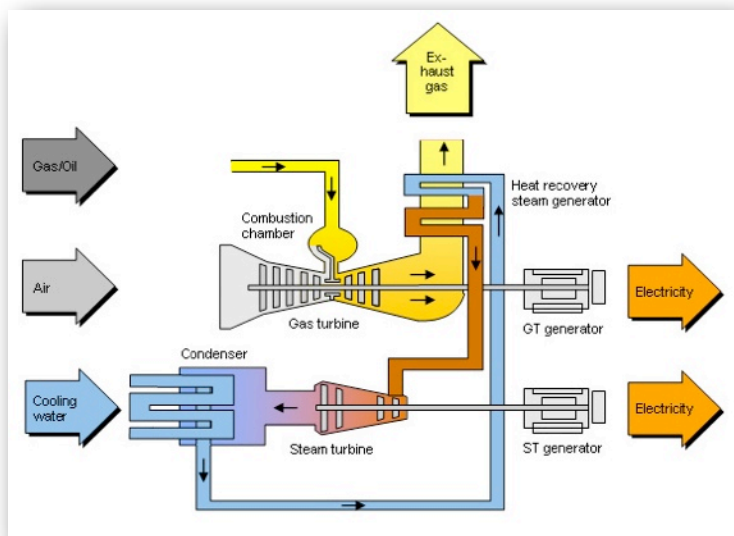 Ex-
haust
gas
Gas/Oil
Heat recovery
steam generator
Combustion
chamber
Air
Electricity
Gas turbine
GT generator
Condenser
Cooling
water
Electricity
Steam turbine
ST generator